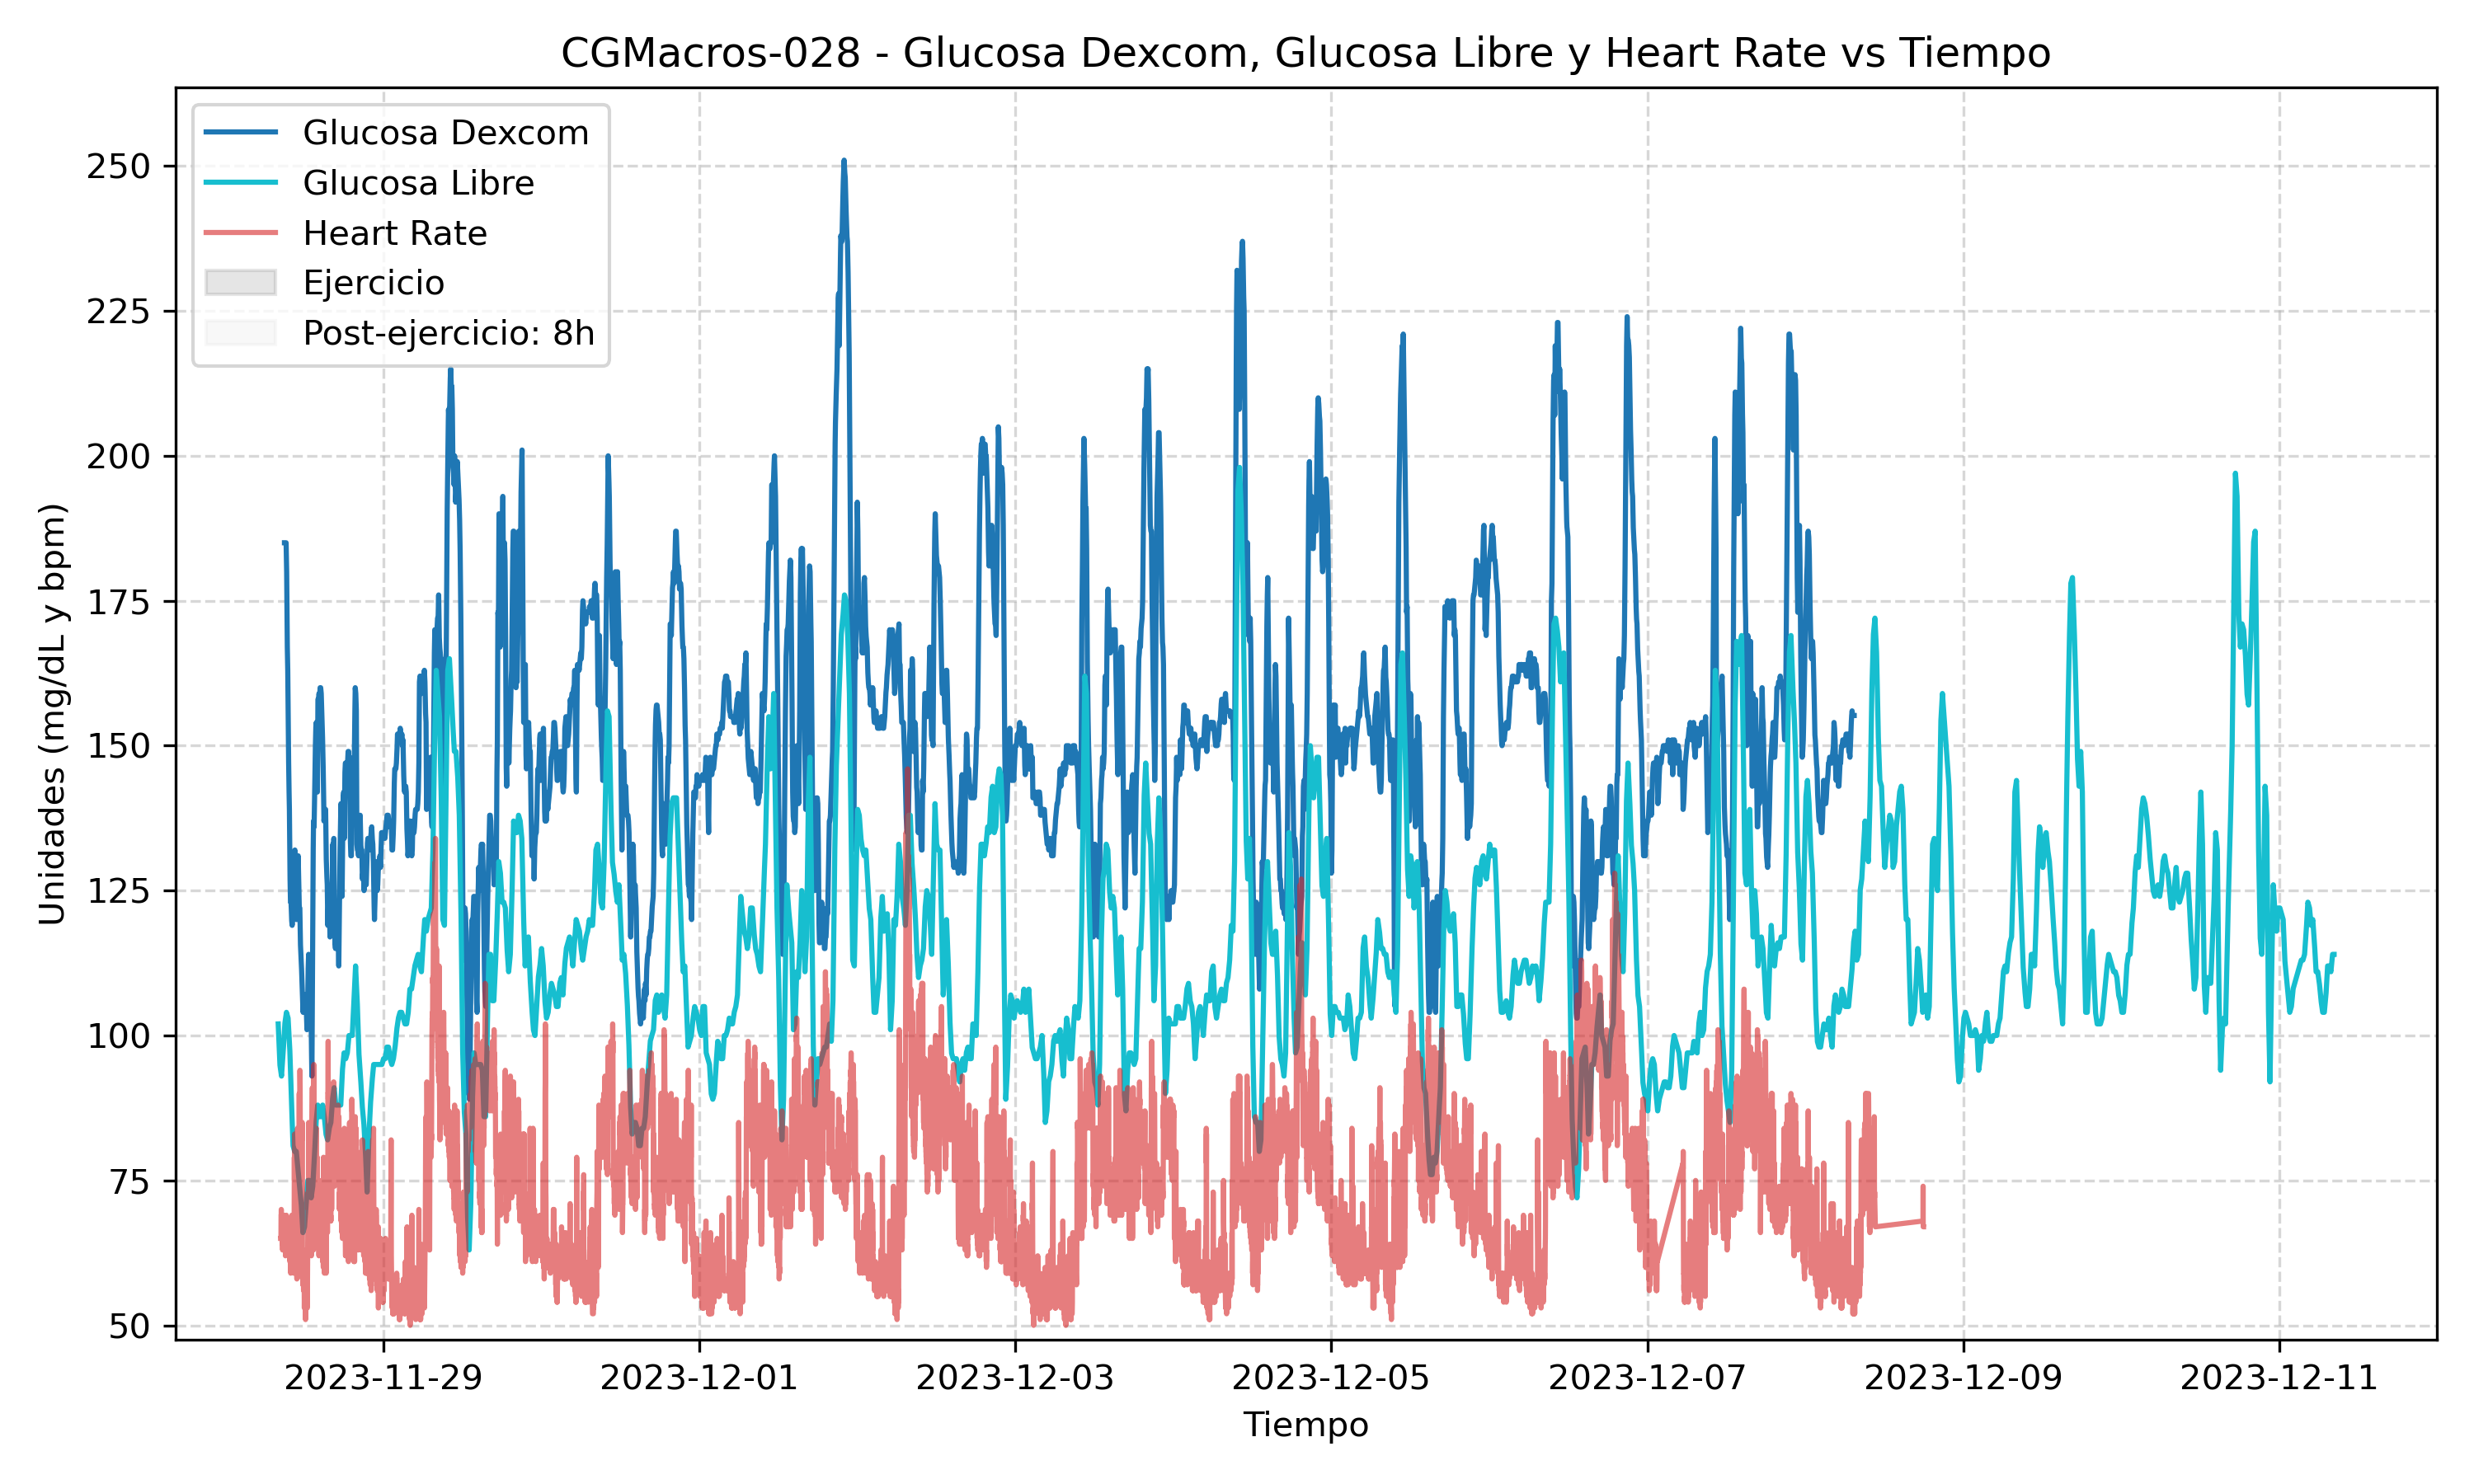 CGMacros-028 - Glucosa Dexcom, Glucosa Libre y Heart Rate vs Tiempo
Glucosa Dexcom
Glucosa Libre
Heart Rate
Ejercicio
Post-ejercicio: 8h
Unidades (mg/dL y bpm)
250
225
200
175
150
125
100
75
50
2023-11-29
2023-12-01
2023-12-03
2023-12-05
2023-12-07
2023-12-09
2023-12-11
Tiempo